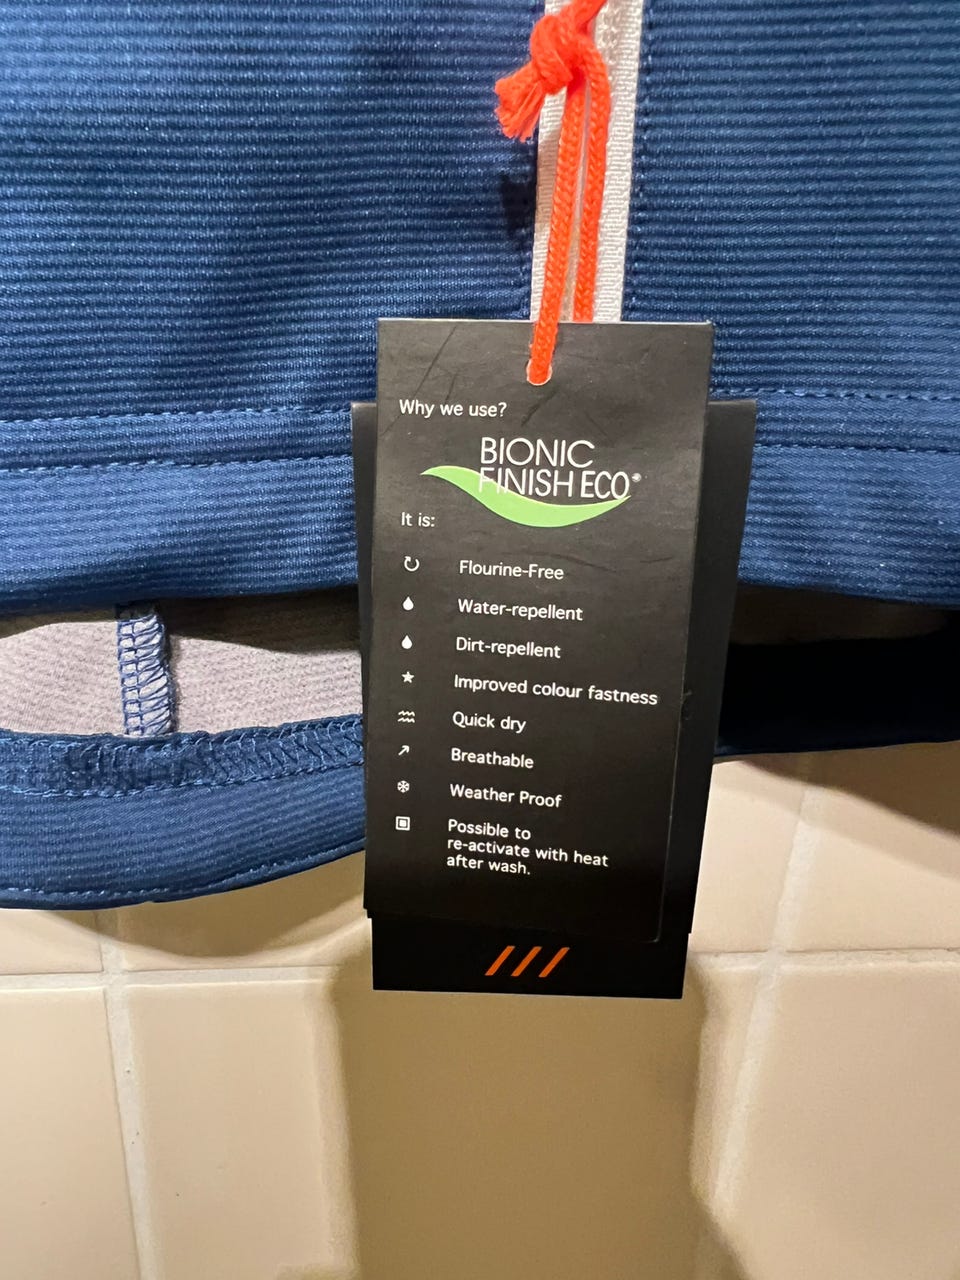 Why we use?
BIONIC
FINISH ECO®
It is:
Flourine-Free
Water-repellent
Dirt-repellent
Improved colour fastness
Quick dry
Breathable
Weather Proof
Possible to
re-activate with heat
after wash.